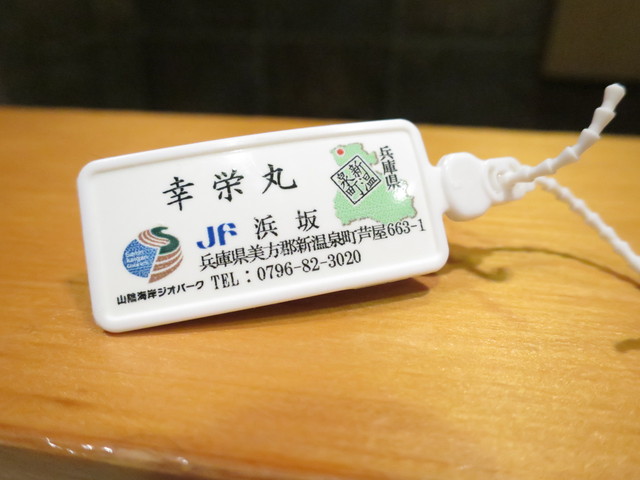 幸栄丸
兵庫県
新温泉町
JF 浜坂
兵庫県美方郡新温泉町芦屋663-1
山陰海岸ジオパーク TEL：0796-82-3020